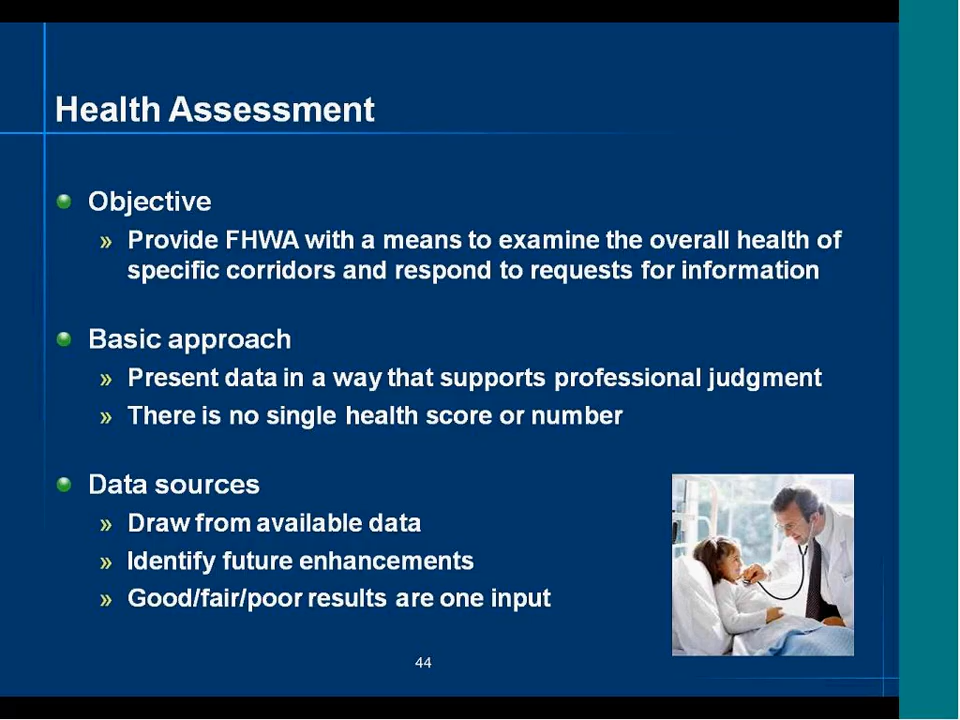 Health Assessment
Objective
» Provide FHWA with a means to examine the overall health of
specific corridors and respond to requests for information
Basic approach
» Present data in a way that supports professional judgment
» There is no single health score or number
Data sources
» Draw from available data
» Identify future enhancements
» Good/fair/poor results are one input
44